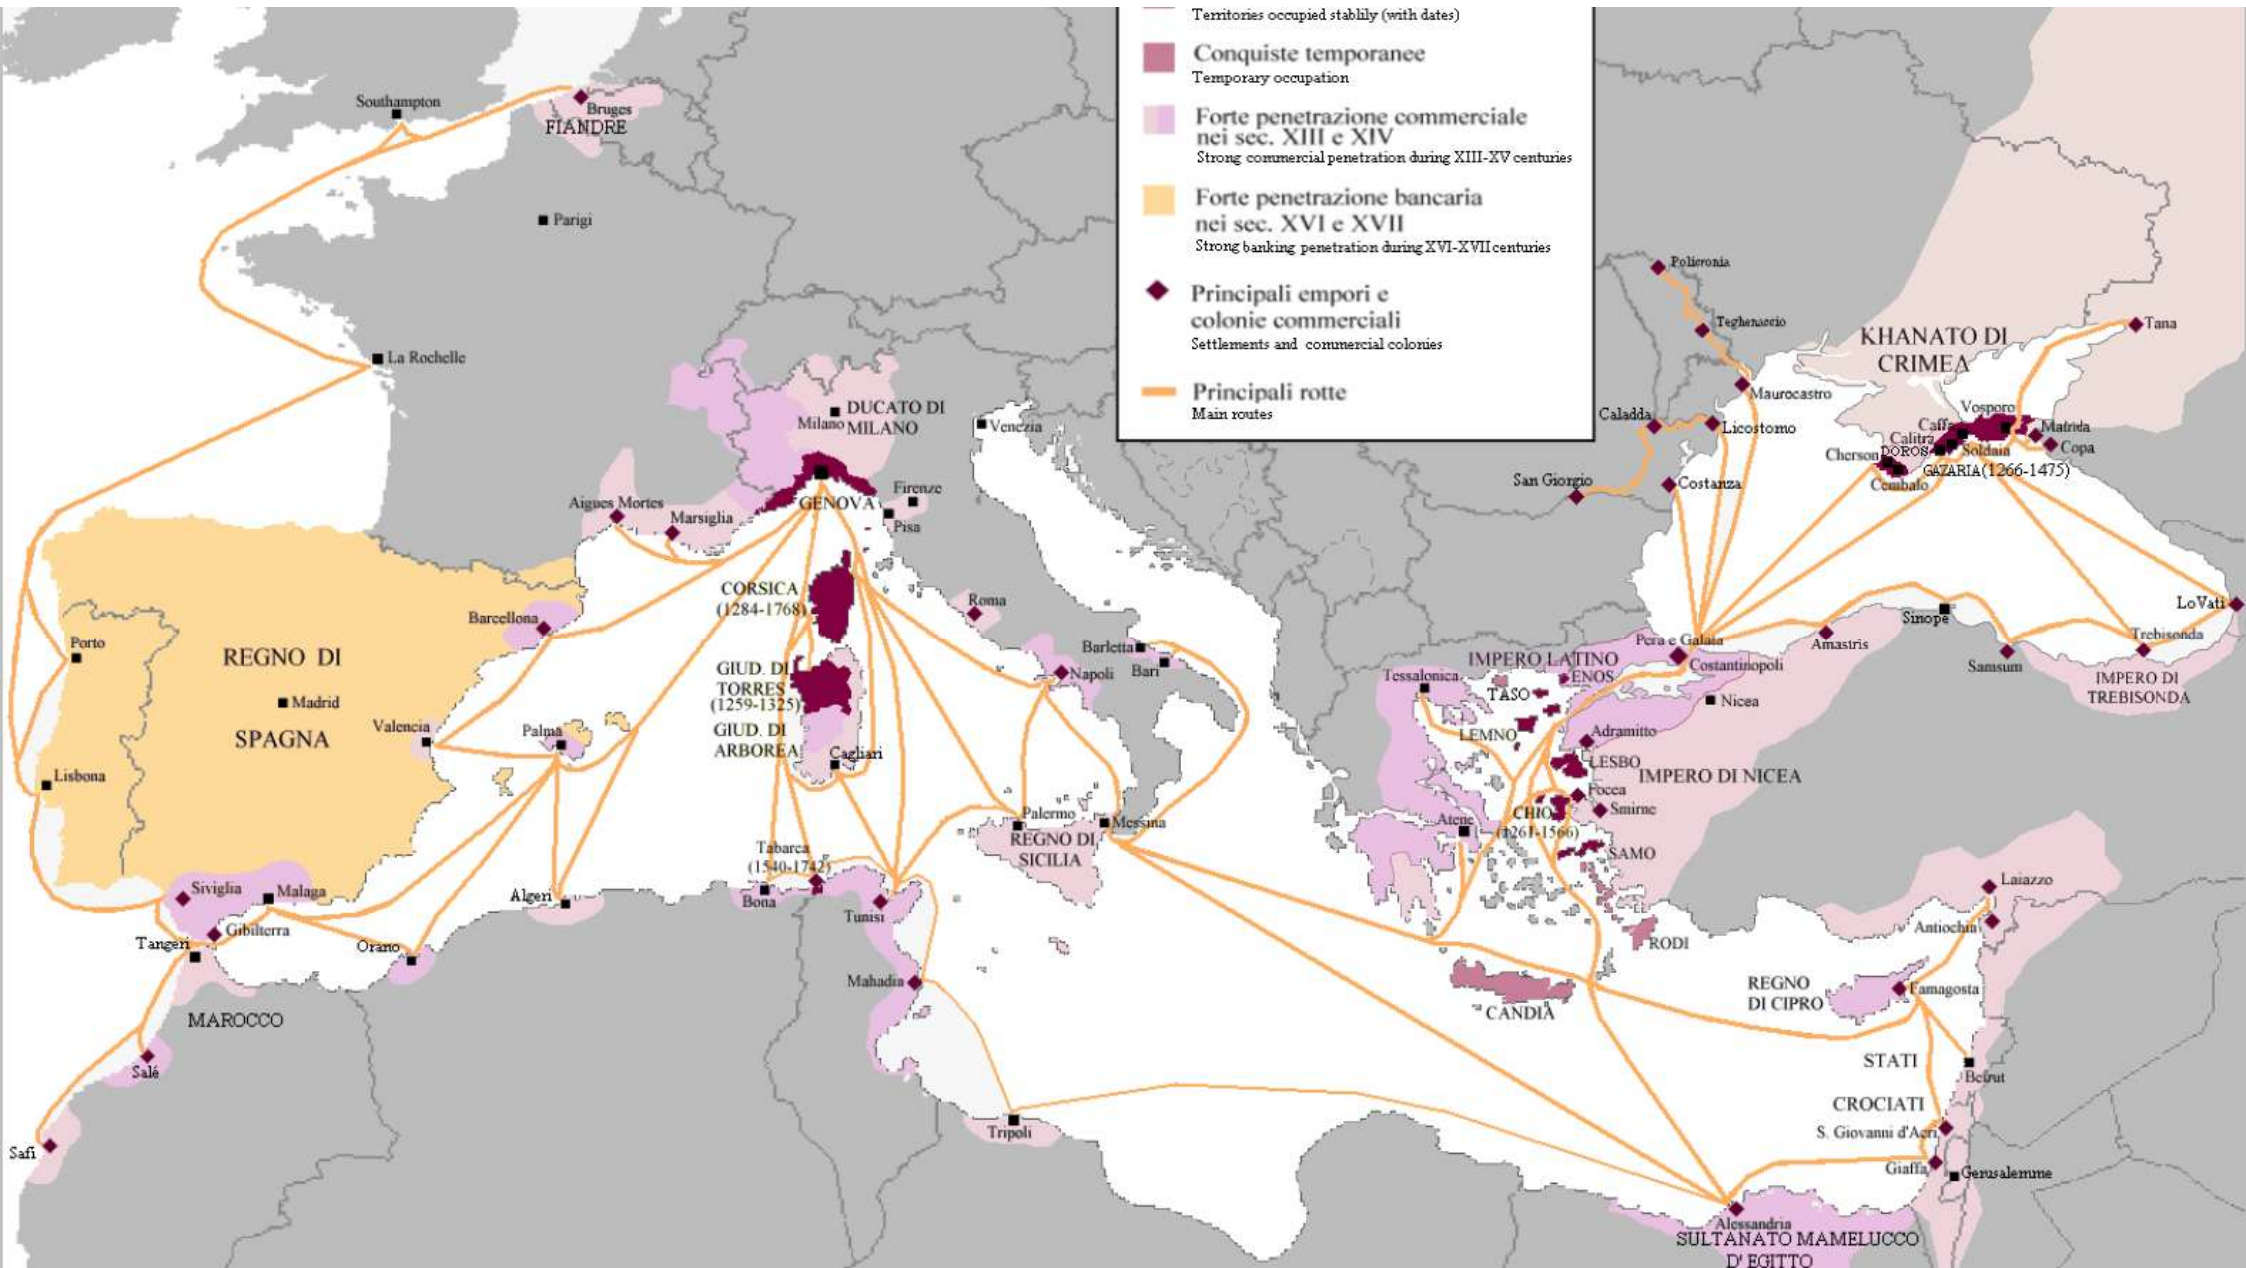 Territories occupied stablily (with dates)
Conquiste temporanee
Temporary occupation
Forte penetrazione commerciale
nei sec. XIII e XIV
Strong commercial penetration during XIII-XV centuries
Forte penetrazione bancaria
nei sec. XVI e XVII
Strong banking penetration during XVI-XVII centuries
Principali empori e
colonie commerciali
Settlements and commercial colonies
Principali rotte
Main routes
Southampton
Bruges
FIANDRE
Parigi
La Rochelle
DUCATO DI
Milano MILANO
Venezia
GENOVA
Firenze
Pisa
Aigues Mortes
Marsiglia
CORSICA
(1284-1768)
Roma
Barcellona
Porto
REGNO DI
Madrid
SPAGNA
Valencia
Palma
Lisbona
GIUD. DI
TORRES
(1259-1325)
GIUD. DI
ARBOREA
Cagliari
Napoli
Barletta
Bari
Palermo
Messina
REGNO DI
SICILIA
Tabarca
(1540-1742)
Bona
Tunisi
Algeri
Siviglia
Malaga
Gibilterra
Tangeri
Orano
MAROCCO
Salé
Safi
Mahadia
Tripoli
Policronia
Teghenaccio
Maurocastro
Caladda
Licostomo
San Giorgio
Costanza
KHANATO DI
CRIMEA
Tana
Vosporo
Caffa
Matrida
Calitra
Copa
Cherson
DOROS
Soldaia
GAZARIA(1266-1475)
Cembalo
LoVati
Trebisonda
Sinope
Samsum
Amastris
IMPERO DI
TREBISONDA
Pera e Galata
Costantinopoli
IMPERO LATINO
ENOS
Tessalonica
TASO
Nicea
LEMNO
Adramitto
LESBO
IMPERO DI NICEA
Focea
CHIO
(1261-1566)
Smirne
Atene
SAMO
RODI
CANDIA
Laiazzo
Antiochia
REGNO
DI CIPRO
Famagosta
STATI
Beirut
CROCIATI
S. Giovanni d'Acri
Giaffa
Gerusalemme
Alessandria
SULTANATO MAMELUCCO
D'EGITTO